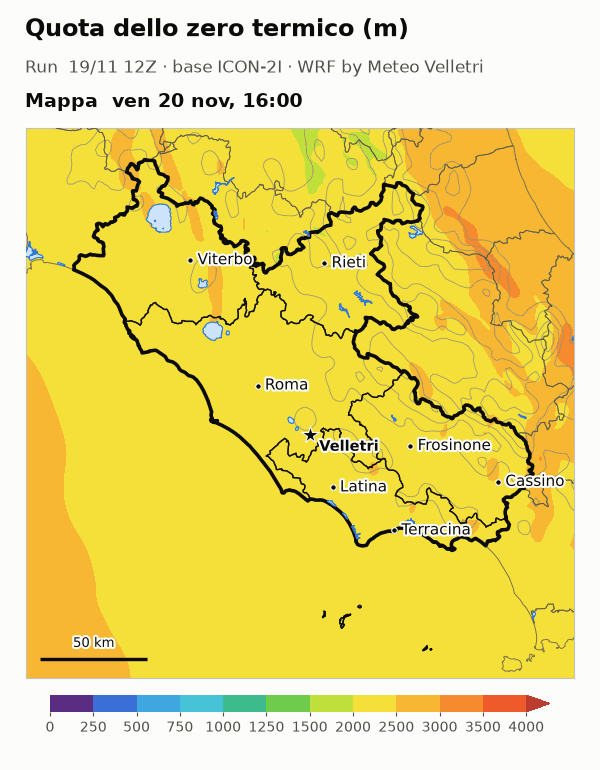 Quota dello zero termico (m)
Run  19/11 12Z · base ICON-2I · WRF by Meteo Velletri
Mappa  ven 20 nov, 16:00
Viterbo
Rieti
Roma
Velletri
Frosinone
Cassino
Latina
Terracina
50 km
0 250 500 750 1000 1250 1500 2000 2500 3000 3500 4000